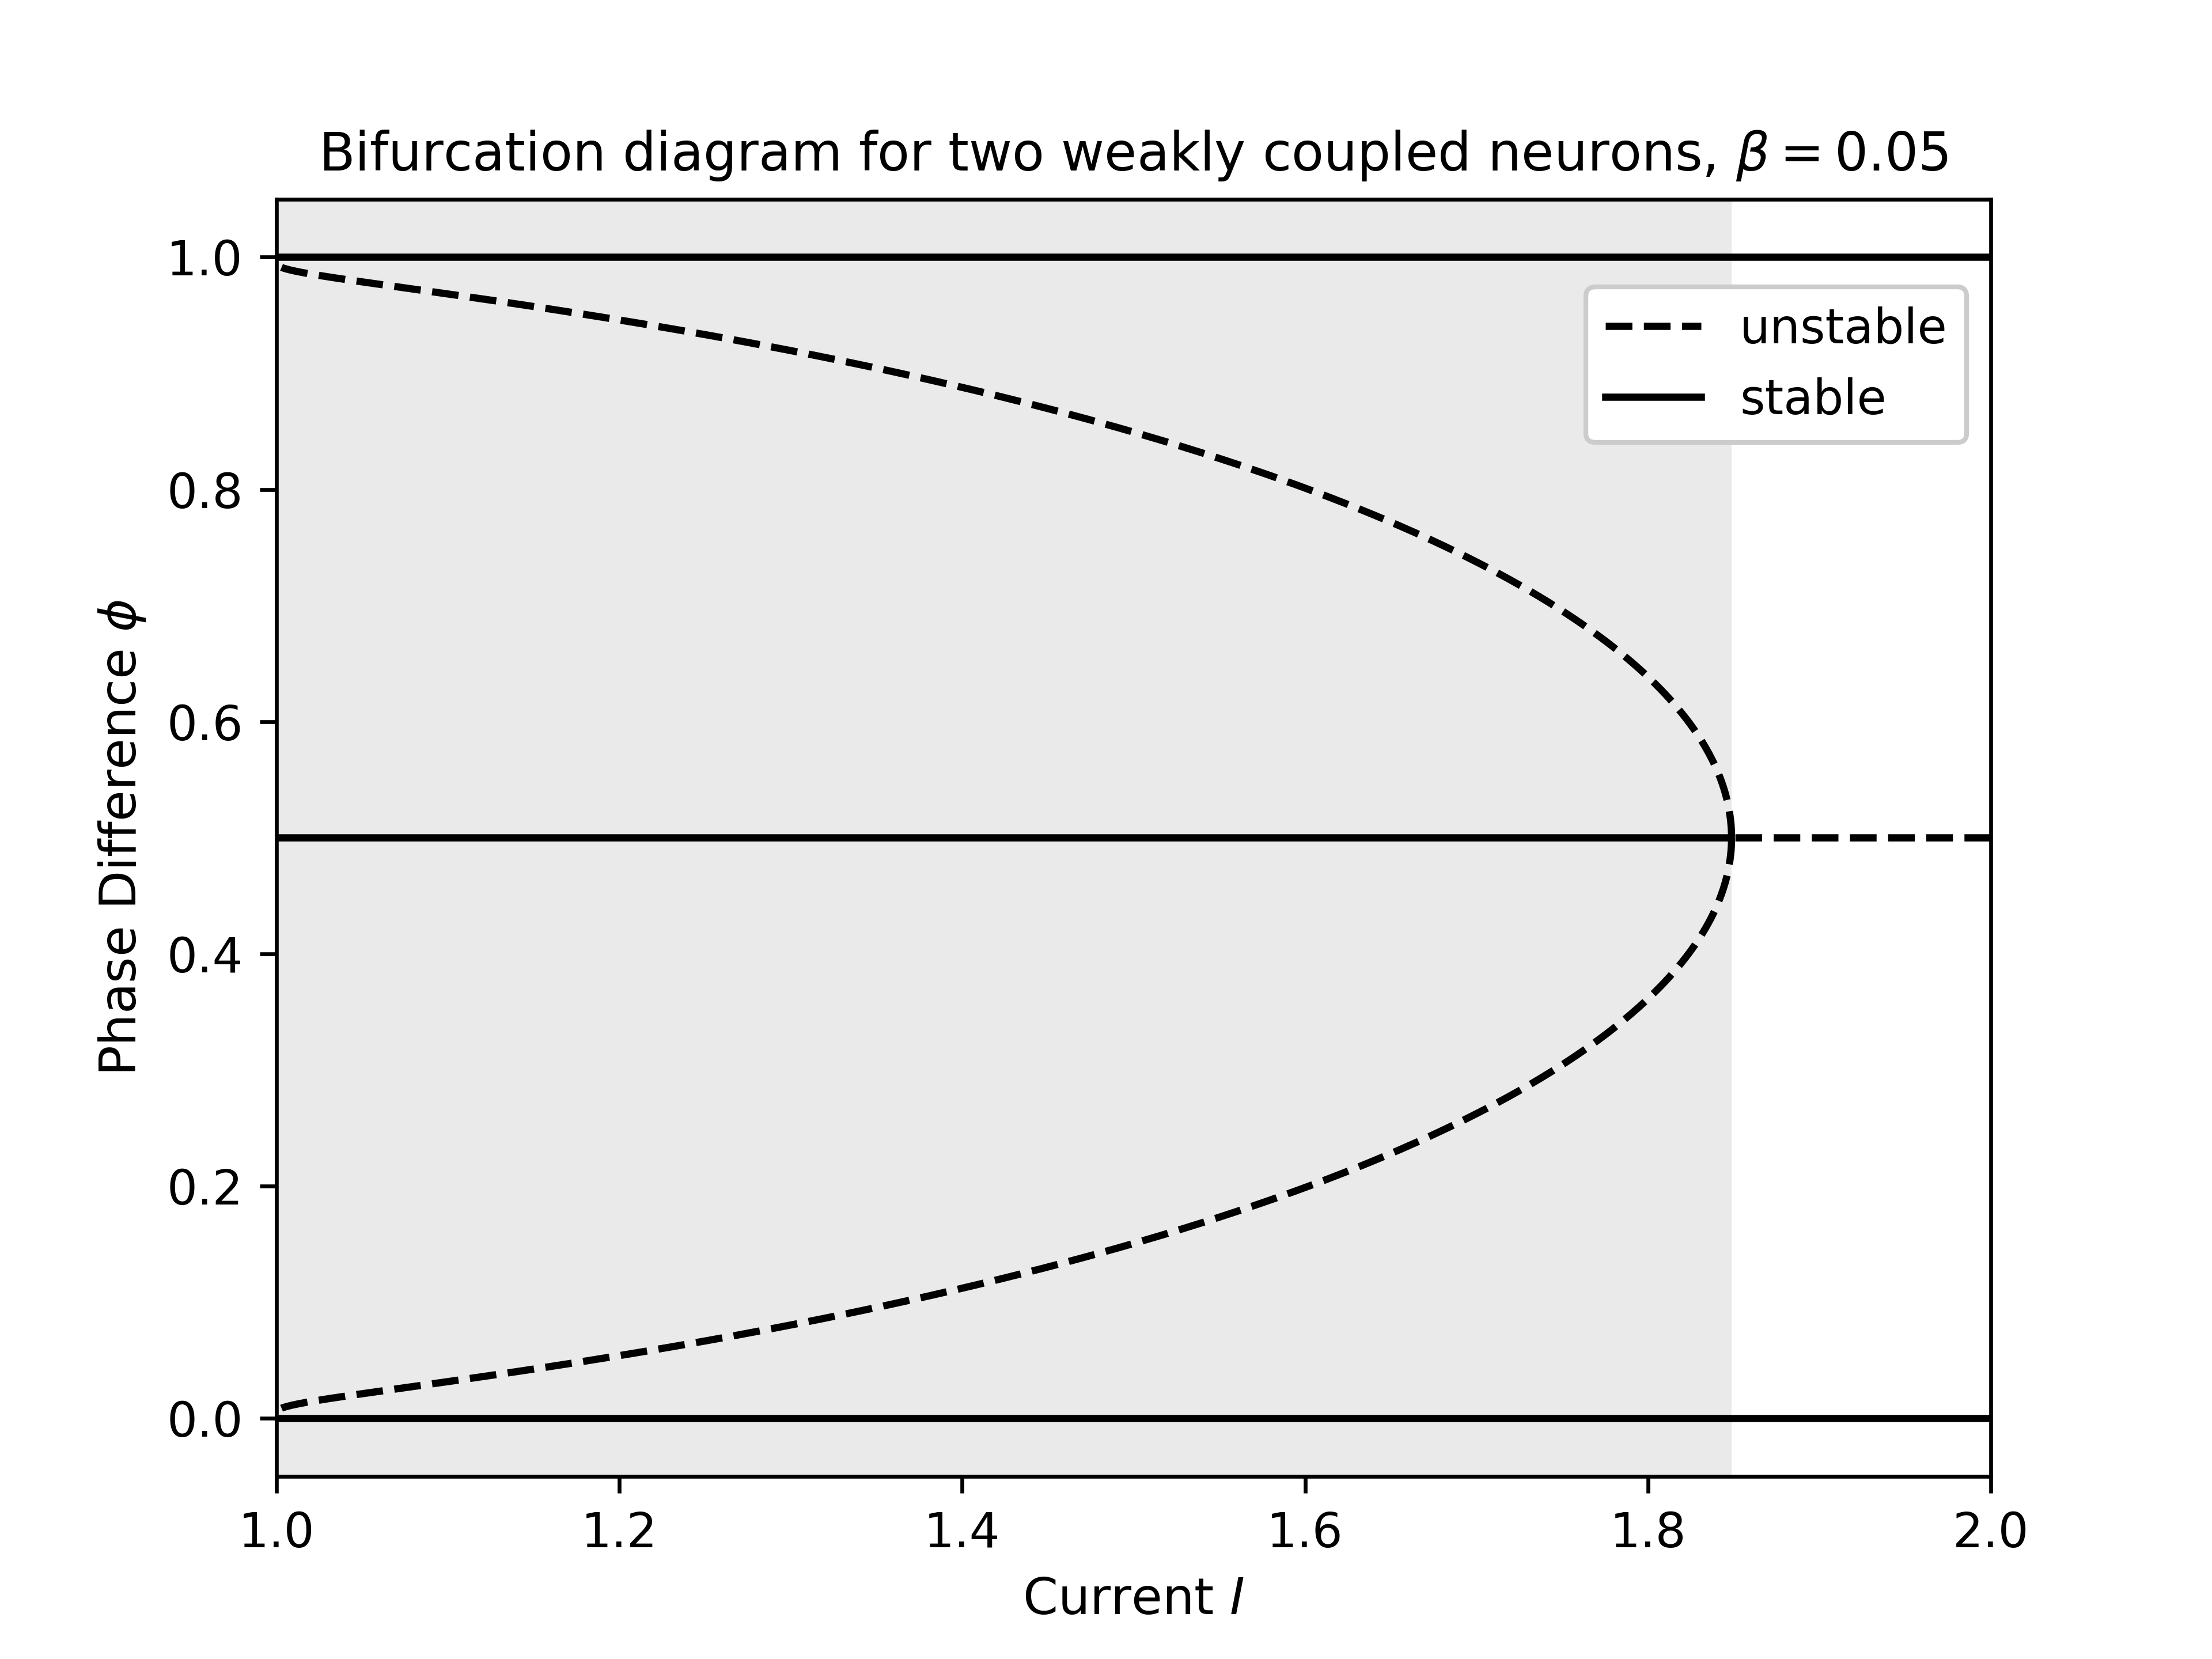 Bifurcation diagram for two weakly coupled neurons, β = 0.05
unstable
stable
1.0
0.8
0.6
0.4
0.2
0.0
Phase Difference ϕ
1.0 1.2 1.4 1.6 1.8 2.0
Current I